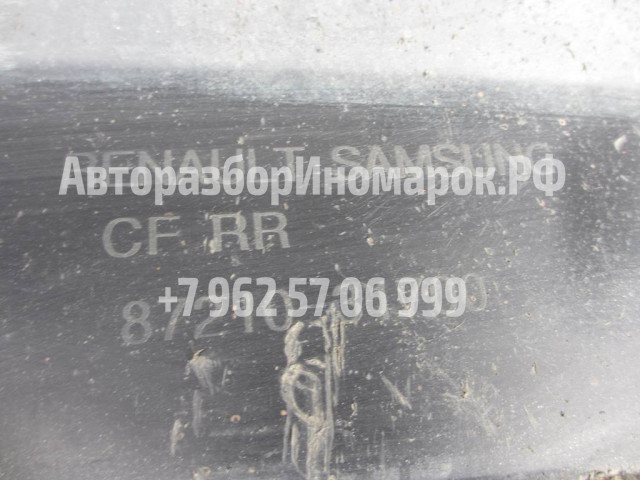 RENAULT SAMSUNG
АвторазборИномарок.РФ
CF RR
+7 962 57 06 999